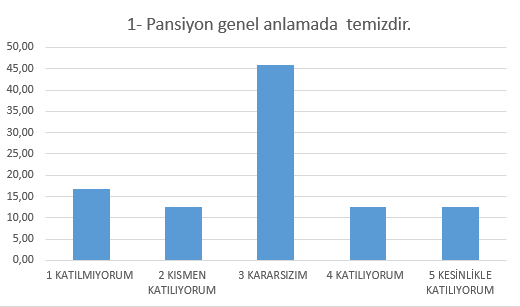 1- Pansiyon genel anlamada  temizdir.
50,00
45,00
40,00
35,00
30,00
25,00
20,00
15,00
10,00
5,00
0,00
1 KATILMIYORUM
2 KISMEN
KATILIYORUM
3 KARARSIZIM
4 KATILIYORUM
5 KESİNLİKLE
KATILIYORUM